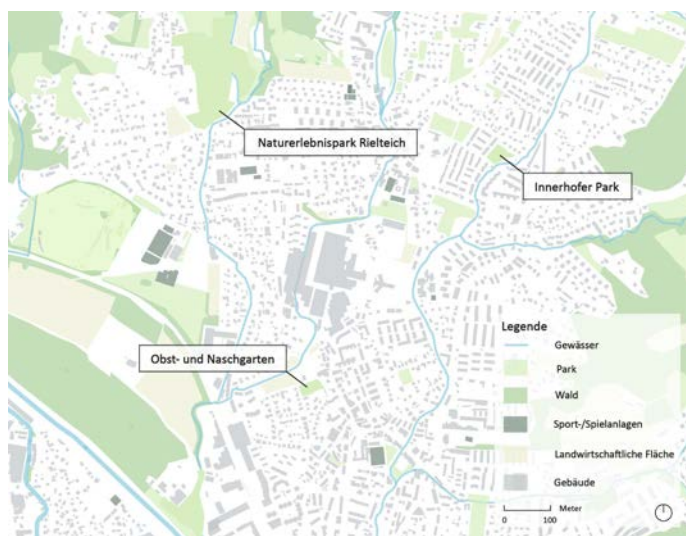 Naturerlebnispark Rielteich
Innerhofer Park
Obst- und Naschgarten
Legende
Gewässer
Park
Wald
Sport-/Spielanlagen
Landwirtschaftliche Fläche
Gebäude
Meter
0 100